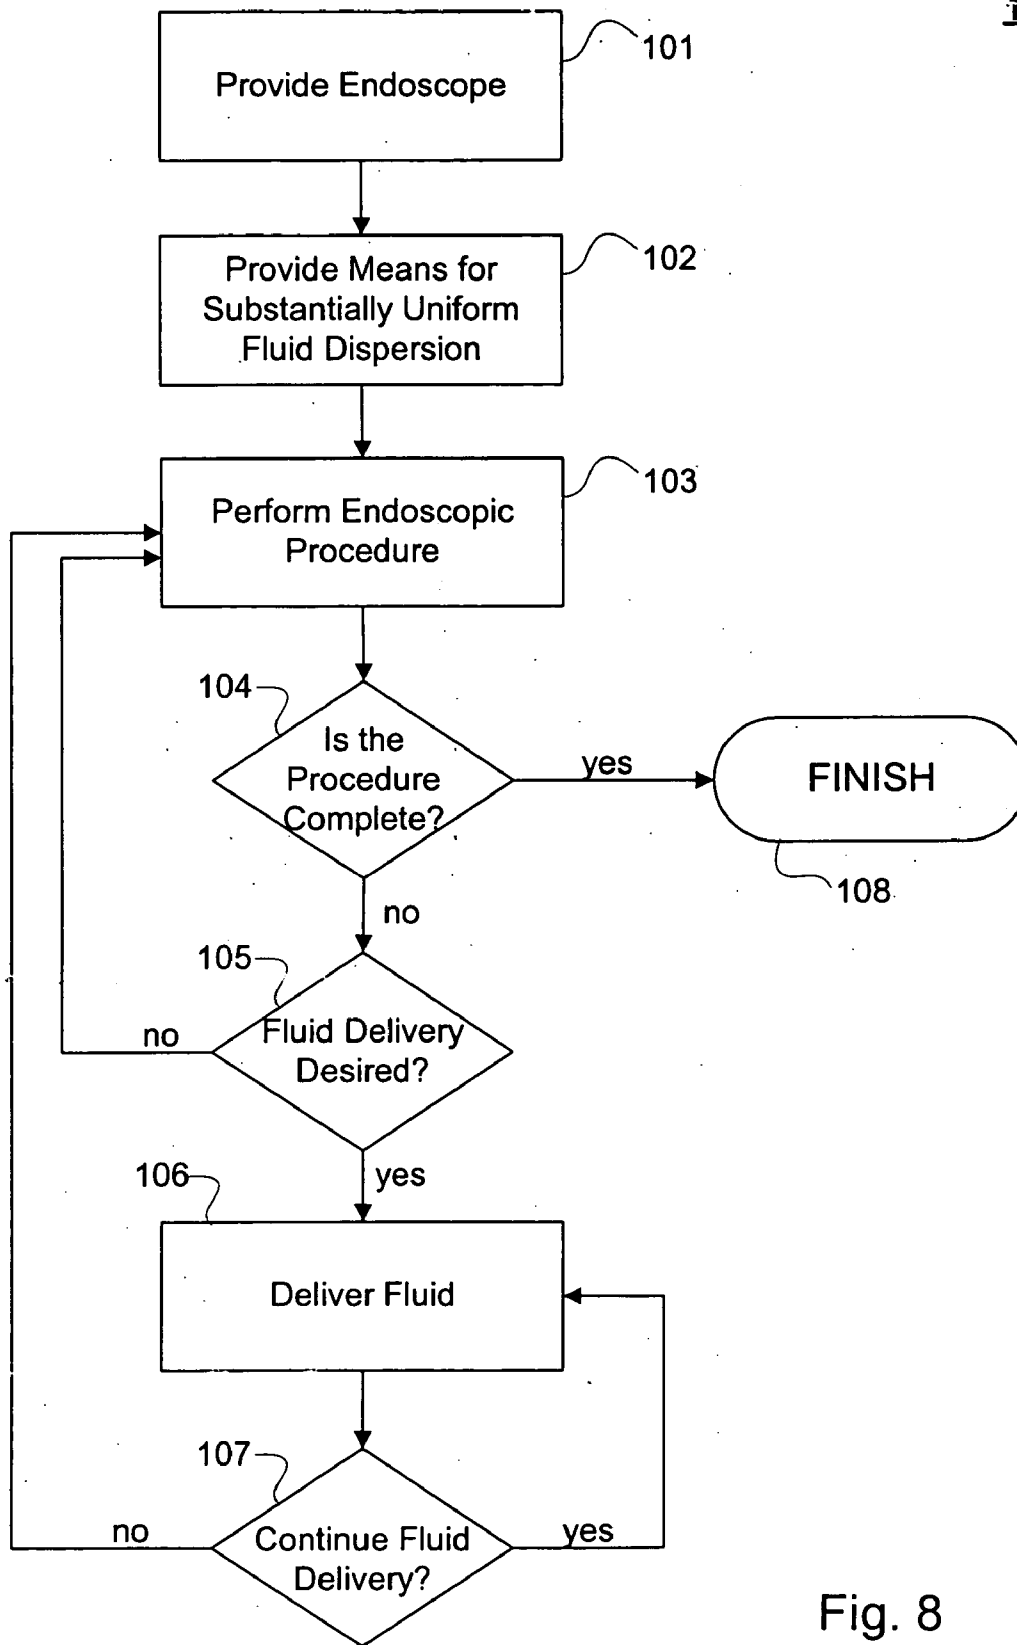 101
Provide Endoscope
102
Provide Means for
Substantially Uniform
Fluid Dispersion
103
Perform Endoscopic
Procedure
104
Is the
Procedure
Complete?
yes
FINISH
108
no
105
Fluid Delivery
Desired?
no
yes
106
Deliver Fluid
107
Continue Fluid
Delivery?
no
yes
Fig. 8